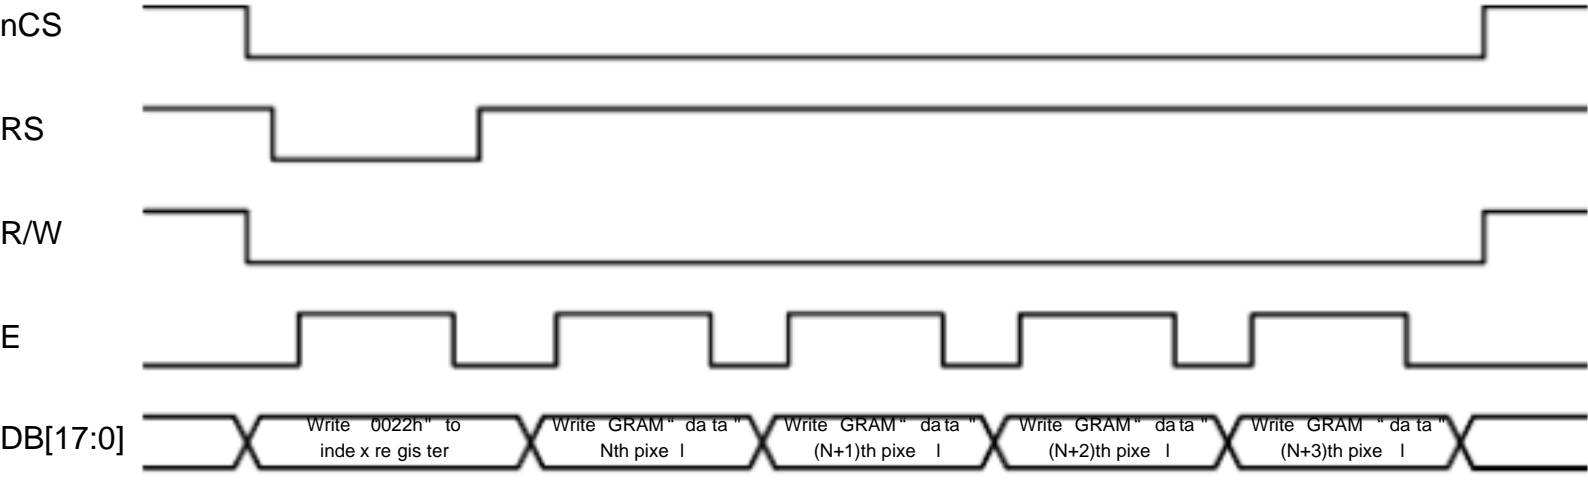 nCS
RS
R/W
E
DB[17:0]
Write "0022h" to
index register
Write GRAM "data"
Nth pixel
Write GRAM "data"
(N+1)th pixel
Write GRAM "data"
(N+2)th pixel
Write GRAM "data"
(N+3)th pixel